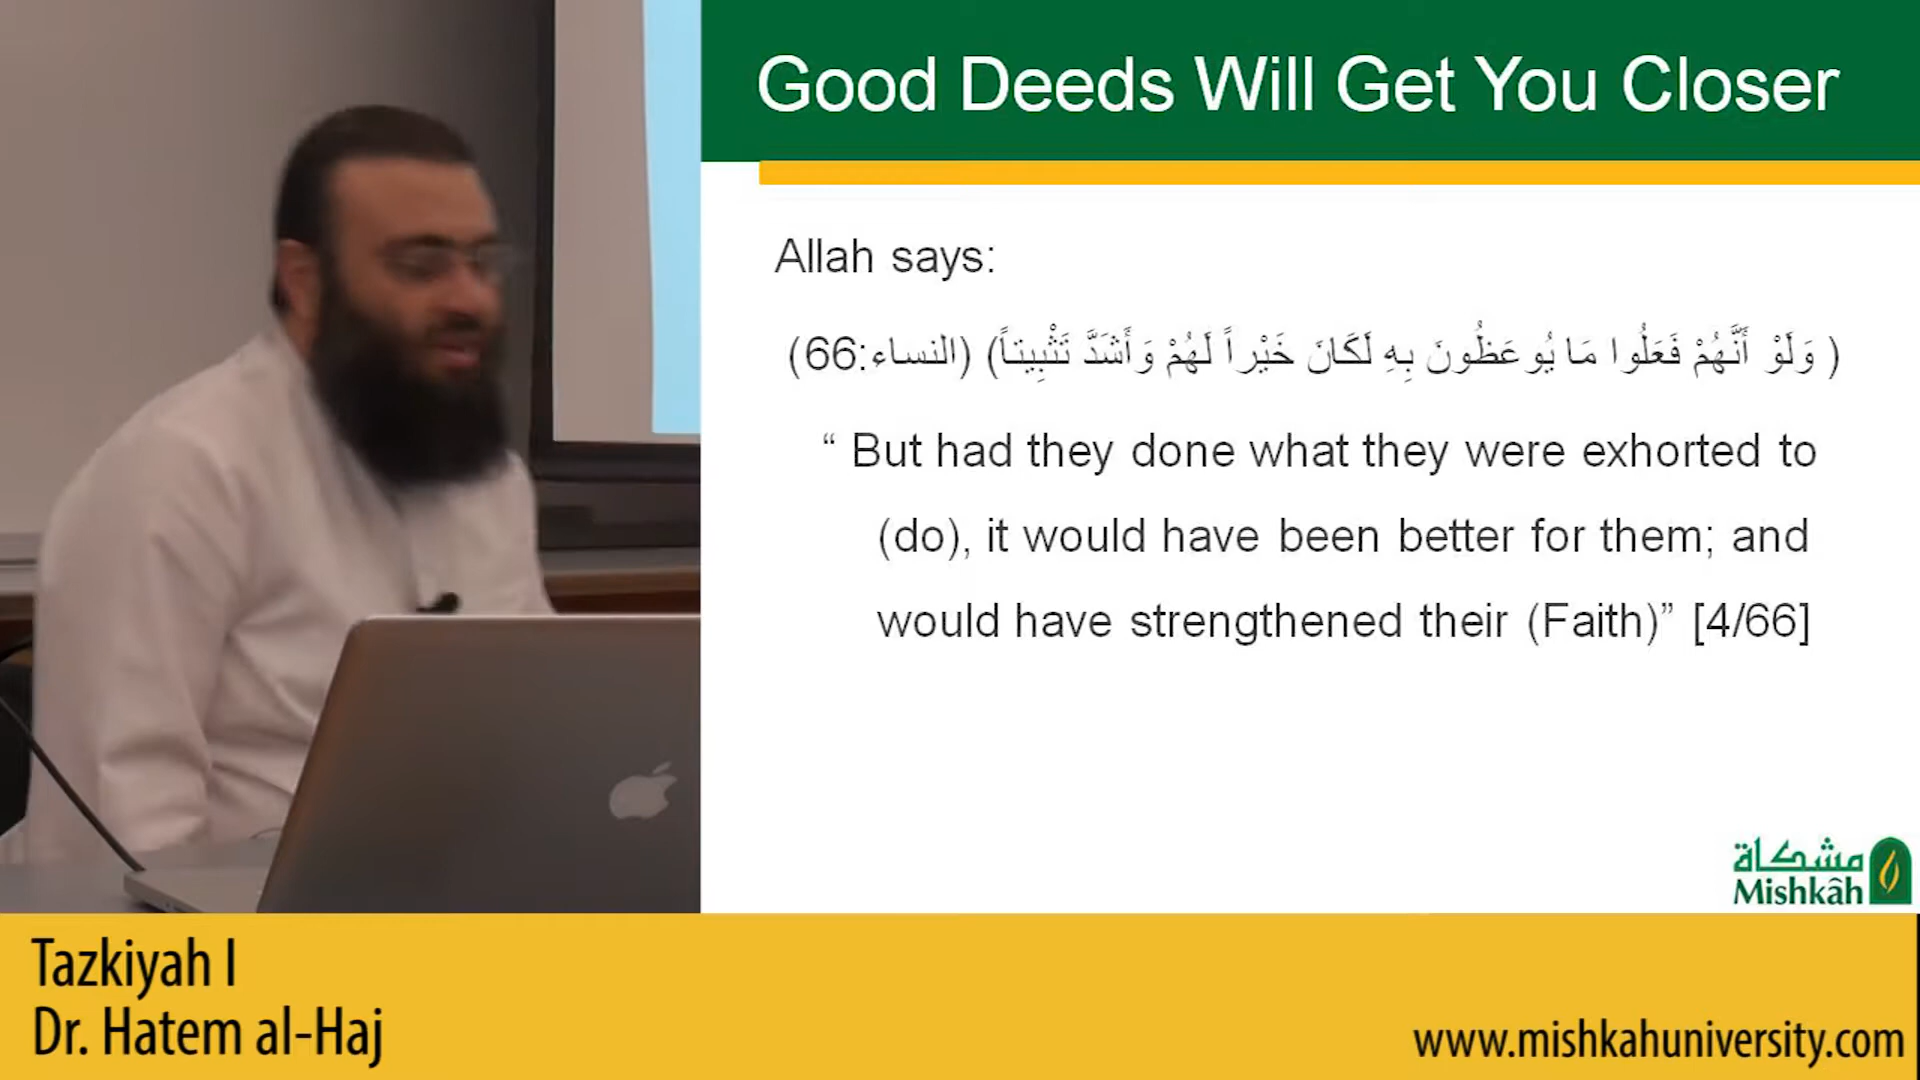 Good Deeds Will Get You Closer
Allah says:
( وَلَوْ أَنَّهُمْ فَعَلُوا مَا يُوعَظُونَ بِهِ لَكَانَ خَيْراً لَهُمْ وَأَشَدَّ تَثْبِيتاً) (النساء:66)
“ But had they done what they were exhorted to
(do), it would have been better for them; and
would have strengthened their (Faith)” [4/66]
مشكاة
Mishkâh
Tazkiyah I
Dr. Hatem al-Haj
www.mishkahuniversity.com